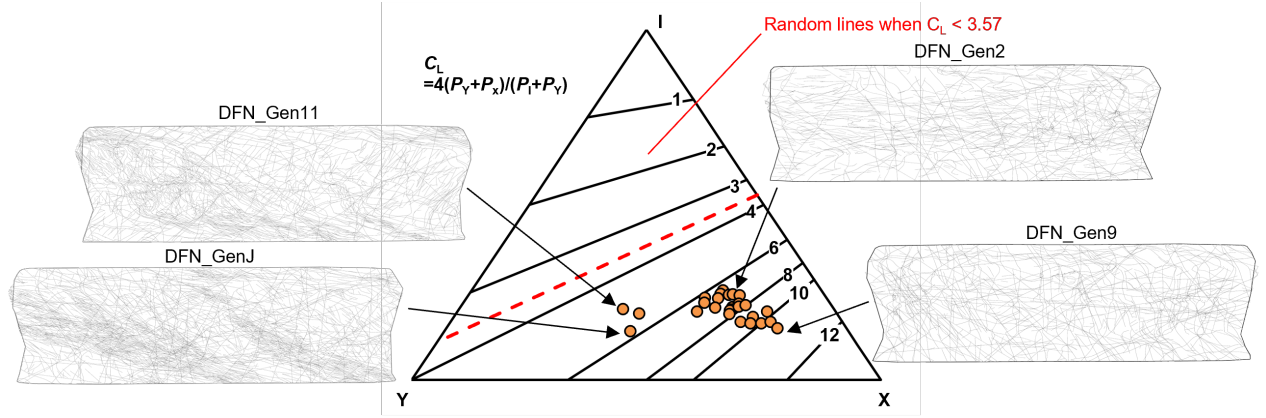 I
Random lines when C_L < 3.57
DFN_Gen2
C_L
=4(P_Y+P_x)/(P_I+P_Y)
DFN_Gen11
1
2
3
4
DFN_GenJ
6
DFN_Gen9
8
10
12
Y
X